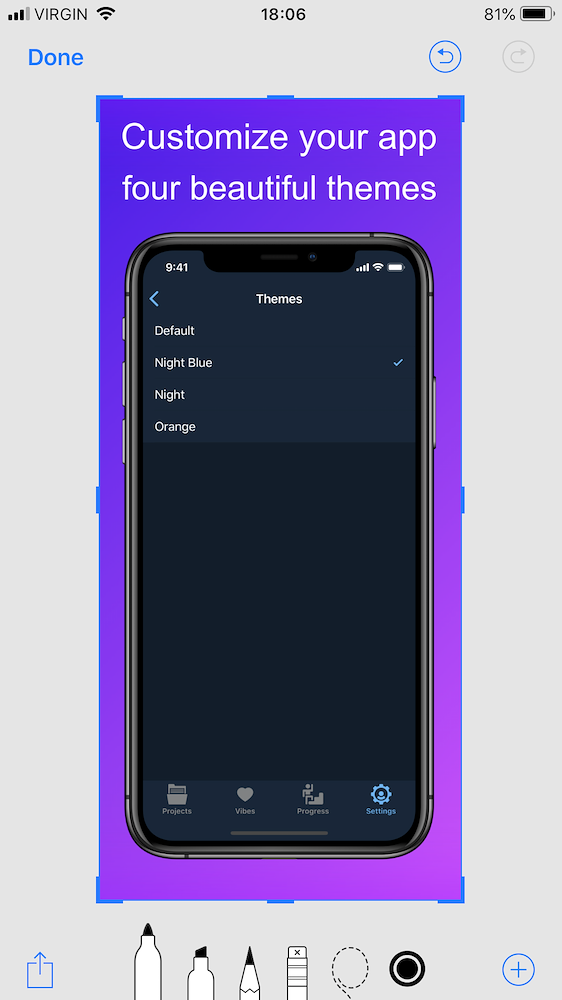 VIRGIN 18:06 81%
Done
Customize your app
four beautiful themes
9:41
Themes
Default
Night Blue
Night
Orange
Projects Vibes Progress Settings